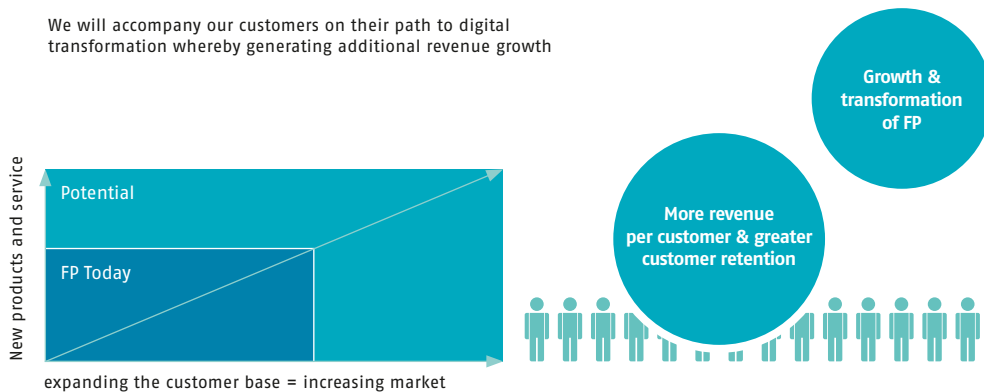 We will accompany our customers on their path to digital
transformation whereby generating additional revenue growth
Growth &
transformation
of FP
New products and service
Potential
FP Today
More revenue
per customer & greater
customer retention
expanding the customer base = increasing market